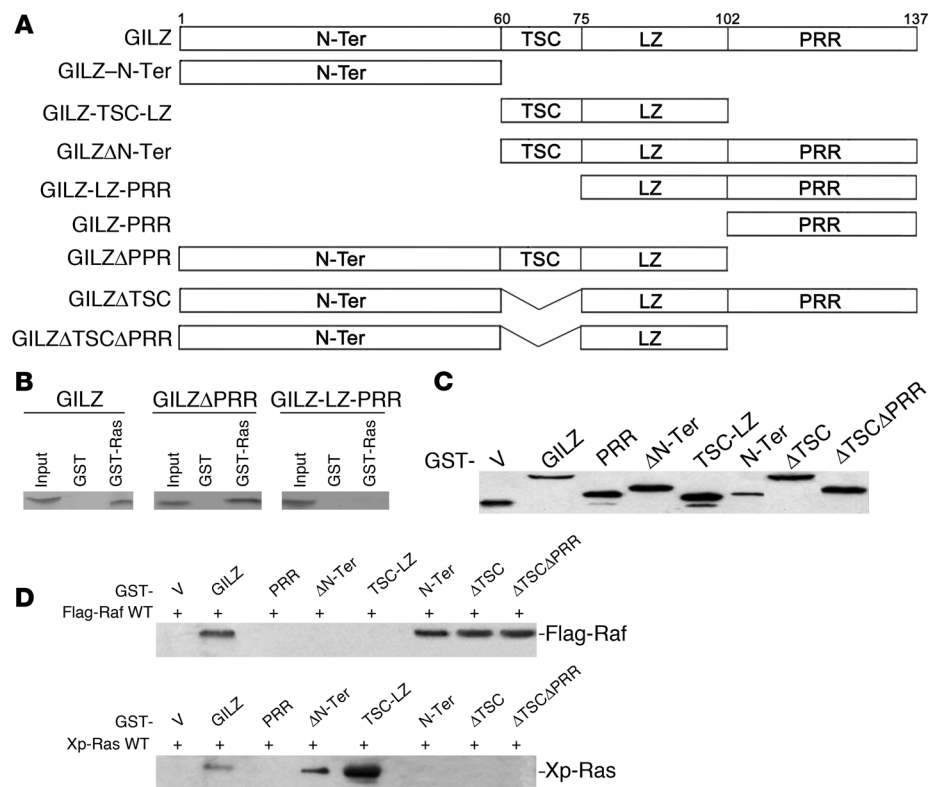 A
1 60 75 102 137
GILZ N-Ter TSC LZ PRR
GILZ–N-Ter N-Ter
GILZ-TSC-LZ TSC LZ
GILZΔN-Ter TSC LZ PRR
GILZ-LZ-PRR LZ PRR
GILZ-PRR PRR
GILZΔPPR N-Ter TSC LZ
GILZΔTSC N-Ter LZ PRR
GILZΔTSCΔPRR N-Ter LZ
B
GILZ GILZΔPRR GILZ-LZ-PRR
Input GST GST-Ras Input GST GST-Ras Input GST GST-Ras
C
GST- V GILZ PRR ΔN-Ter TSC-LZ N-Ter ΔTSC ΔTSCΔPRR
D
GST- V GILZ PRR ΔN-Ter TSC-LZ N-Ter ΔTSC ΔTSCΔPRR
Flag-Raf WT + + + + + + + +
-Flag-Raf
GST- V GILZ PRR ΔN-Ter TSC-LZ N-Ter ΔTSC ΔTSCΔPRR
Xp-Ras WT + + + + + + + +
-Xp-Ras